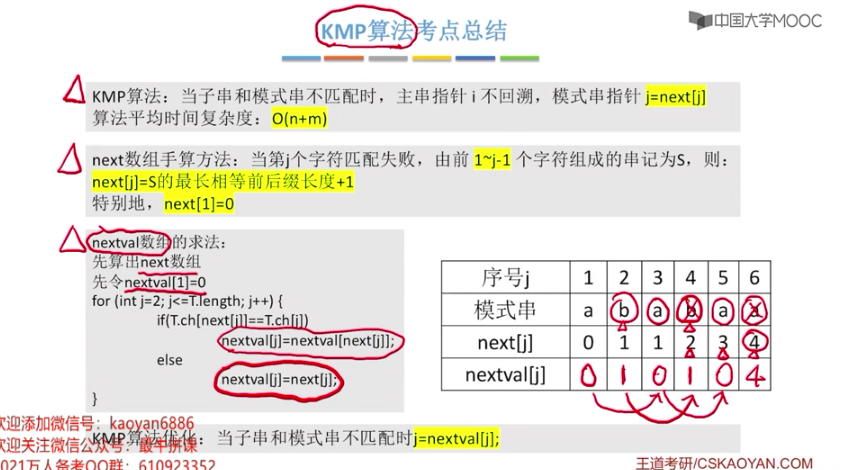 KMP算法考点总结
中国大学MOOC
KMP算法：当子串和模式串不匹配时，主串指针 i 不回溯，模式串指针 j=next[j]
算法平均时间复杂度：O(n+m)
next数组手算方法：当第j个字符匹配失败，由前 1~j-1 个字符组成的串记为S，则：
next[j]=S的最长相等前后缀长度+1
特别地，next[1]=0
nextval数组的求法：
先算出next数组
先令nextval[1]=0
for (int j=2; j<=T.length; j++) {
if(T.ch[next[j]]==T.ch[j])
nextval[j]=nextval[next[j]];
else
nextval[j]=next[j];
}
序号j 1 2 3 4 5 6
模式串 a b a b a a
next[j] 0 1 1 2 3 4
nextval[j] 0 1 0 1 0 4
欢迎添加微信号：kaoyan6886
KMP算法优化：当子串和模式串不匹配时j=nextval[j];
2021万人备考QQ群：610923352
王道考研/CSKAOYAN.COM